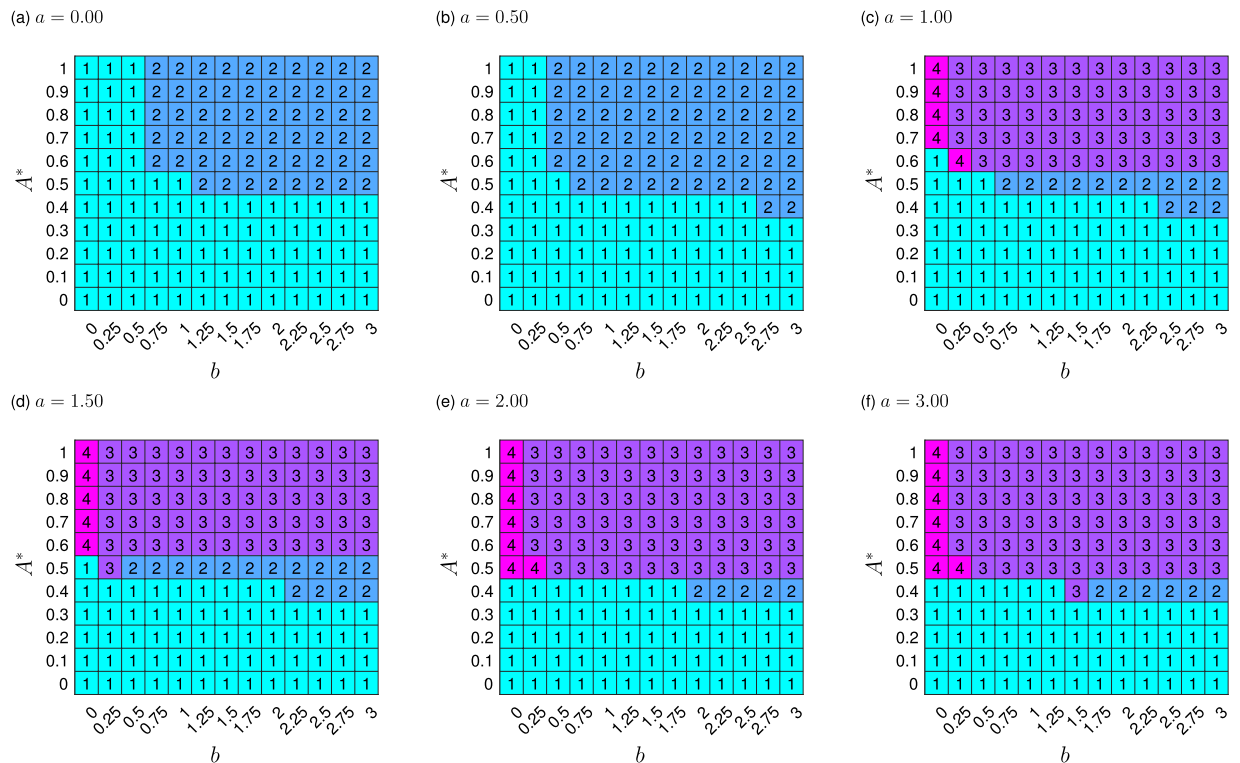 (a) a = 0.00
A*
1 1 1 1 2 2 2 2 2 2 2 2 2 2
0.9 1 1 1 2 2 2 2 2 2 2 2 2 2
0.8 1 1 1 2 2 2 2 2 2 2 2 2 2
0.7 1 1 1 2 2 2 2 2 2 2 2 2 2
0.6 1 1 1 2 2 2 2 2 2 2 2 2 2
0.5 1 1 1 1 1 2 2 2 2 2 2 2 2
0.4 1 1 1 1 1 1 1 1 1 1 1 1 1
0.3 1 1 1 1 1 1 1 1 1 1 1 1 1
0.2 1 1 1 1 1 1 1 1 1 1 1 1 1
0.1 1 1 1 1 1 1 1 1 1 1 1 1 1
0 1 1 1 1 1 1 1 1 1 1 1 1 1
0 0.25 0.5 0.75 1 1.25 1.5 1.75 2 2.25 2.5 2.75 3
b
(b) a = 0.50
A*
1 1 1 2 2 2 2 2 2 2 2 2 2 2
0.9 1 1 2 2 2 2 2 2 2 2 2 2 2
0.8 1 1 2 2 2 2 2 2 2 2 2 2 2
0.7 1 1 2 2 2 2 2 2 2 2 2 2 2
0.6 1 1 2 2 2 2 2 2 2 2 2 2 2
0.5 1 1 1 2 2 2 2 2 2 2 2 2 2
0.4 1 1 1 1 1 1 1 1 1 1 1 2 2
0.3 1 1 1 1 1 1 1 1 1 1 1 1 1
0.2 1 1 1 1 1 1 1 1 1 1 1 1 1
0.1 1 1 1 1 1 1 1 1 1 1 1 1 1
0 1 1 1 1 1 1 1 1 1 1 1 1 1
0 0.25 0.5 0.75 1 1.25 1.5 1.75 2 2.25 2.5 2.75 3
b
(c) a = 1.00
A*
1 4 3 3 3 3 3 3 3 3 3 3 3 3
0.9 4 3 3 3 3 3 3 3 3 3 3 3 3
0.8 4 3 3 3 3 3 3 3 3 3 3 3 3
0.7 4 3 3 3 3 3 3 3 3 3 3 3 3
0.6 1 4 3 3 3 3 3 3 3 3 3 3 3
0.5 1 1 1 2 2 2 2 2 2 2 2 2 2
0.4 1 1 1 1 1 1 1 1 1 1 2 2 2
0.3 1 1 1 1 1 1 1 1 1 1 1 1 1
0.2 1 1 1 1 1 1 1 1 1 1 1 1 1
0.1 1 1 1 1 1 1 1 1 1 1 1 1 1
0 1 1 1 1 1 1 1 1 1 1 1 1 1
0 0.25 0.5 0.75 1 1.25 1.5 1.75 2 2.25 2.5 2.75 3
b
(d) a = 1.50
A*
1 4 3 3 3 3 3 3 3 3 3 3 3 3
0.9 4 3 3 3 3 3 3 3 3 3 3 3 3
0.8 4 3 3 3 3 3 3 3 3 3 3 3 3
0.7 4 3 3 3 3 3 3 3 3 3 3 3 3
0.6 4 3 3 3 3 3 3 3 3 3 3 3 3
0.5 1 3 2 2 2 2 2 2 2 2 2 2 2
0.4 1 1 1 1 1 1 1 1 1 2 2 2 2
0.3 1 1 1 1 1 1 1 1 1 1 1 1 1
0.2 1 1 1 1 1 1 1 1 1 1 1 1 1
0.1 1 1 1 1 1 1 1 1 1 1 1 1 1
0 1 1 1 1 1 1 1 1 1 1 1 1 1
0 0.25 0.5 0.75 1 1.25 1.5 1.75 2 2.25 2.5 2.75 3
b
(e) a = 2.00
A*
1 4 3 3 3 3 3 3 3 3 3 3 3 3
0.9 4 3 3 3 3 3 3 3 3 3 3 3 3
0.8 4 3 3 3 3 3 3 3 3 3 3 3 3
0.7 4 3 3 3 3 3 3 3 3 3 3 3 3
0.6 4 3 3 3 3 3 3 3 3 3 3 3 3
0.5 4 4 3 3 3 3 3 3 3 3 3 3 3
0.4 1 1 1 1 1 1 1 1 2 2 2 2 2
0.3 1 1 1 1 1 1 1 1 1 1 1 1 1
0.2 1 1 1 1 1 1 1 1 1 1 1 1 1
0.1 1 1 1 1 1 1 1 1 1 1 1 1 1
0 1 1 1 1 1 1 1 1 1 1 1 1 1
0 0.25 0.5 0.75 1 1.25 1.5 1.75 2 2.25 2.5 2.75 3
b
(f) a = 3.00
A*
1 4 3 3 3 3 3 3 3 3 3 3 3 3
0.9 4 3 3 3 3 3 3 3 3 3 3 3 3
0.8 4 3 3 3 3 3 3 3 3 3 3 3 3
0.7 4 3 3 3 3 3 3 3 3 3 3 3 3
0.6 4 3 3 3 3 3 3 3 3 3 3 3 3
0.5 4 4 3 3 3 3 3 3 3 3 3 3 3
0.4 1 1 1 1 1 1 3 2 2 2 2 2 2
0.3 1 1 1 1 1 1 1 1 1 1 1 1 1
0.2 1 1 1 1 1 1 1 1 1 1 1 1 1
0.1 1 1 1 1 1 1 1 1 1 1 1 1 1
0 1 1 1 1 1 1 1 1 1 1 1 1 1
0 0.25 0.5 0.75 1 1.25 1.5 1.75 2 2.25 2.5 2.75 3
b